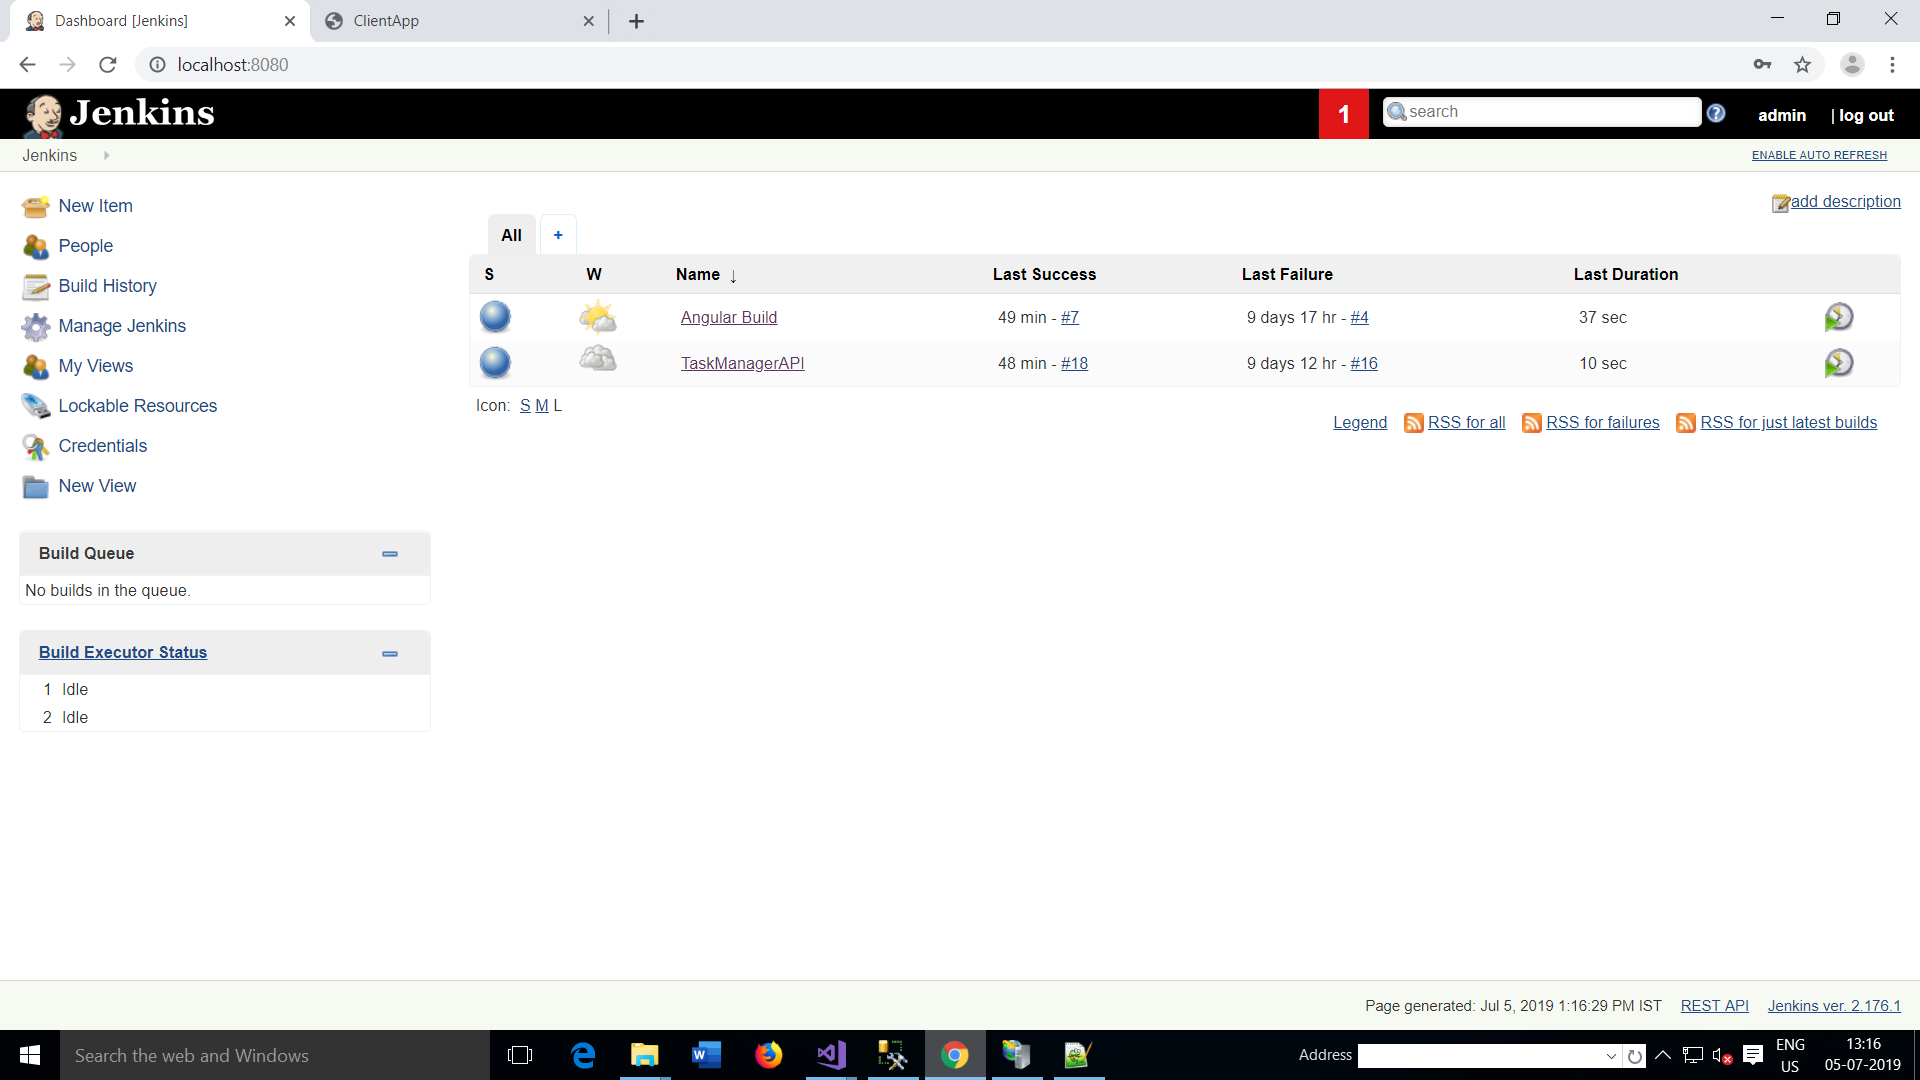 Dashboard [Jenkins]
ClientApp
localhost:8080
Jenkins
1
search
admin
| log out
Jenkins
ENABLE AUTO REFRESH
New Item
People
Build History
Manage Jenkins
My Views
Lockable Resources
Credentials
New View
Build Queue
No builds in the queue.
Build Executor Status
1 Idle
2 Idle
add description
All
+
S W Name ↓ Last Success Last Failure Last Duration
Angular Build 49 min - #7 9 days 17 hr - #4 37 sec
TaskManagerAPI 48 min - #18 9 days 12 hr - #16 10 sec
Icon: S M L
Legend RSS for all RSS for failures RSS for just latest builds
Page generated: Jul 5, 2019 1:16:29 PM IST REST API Jenkins ver. 2.176.1
Search the web and Windows
Address
ENG
US
13:16
05-07-2019